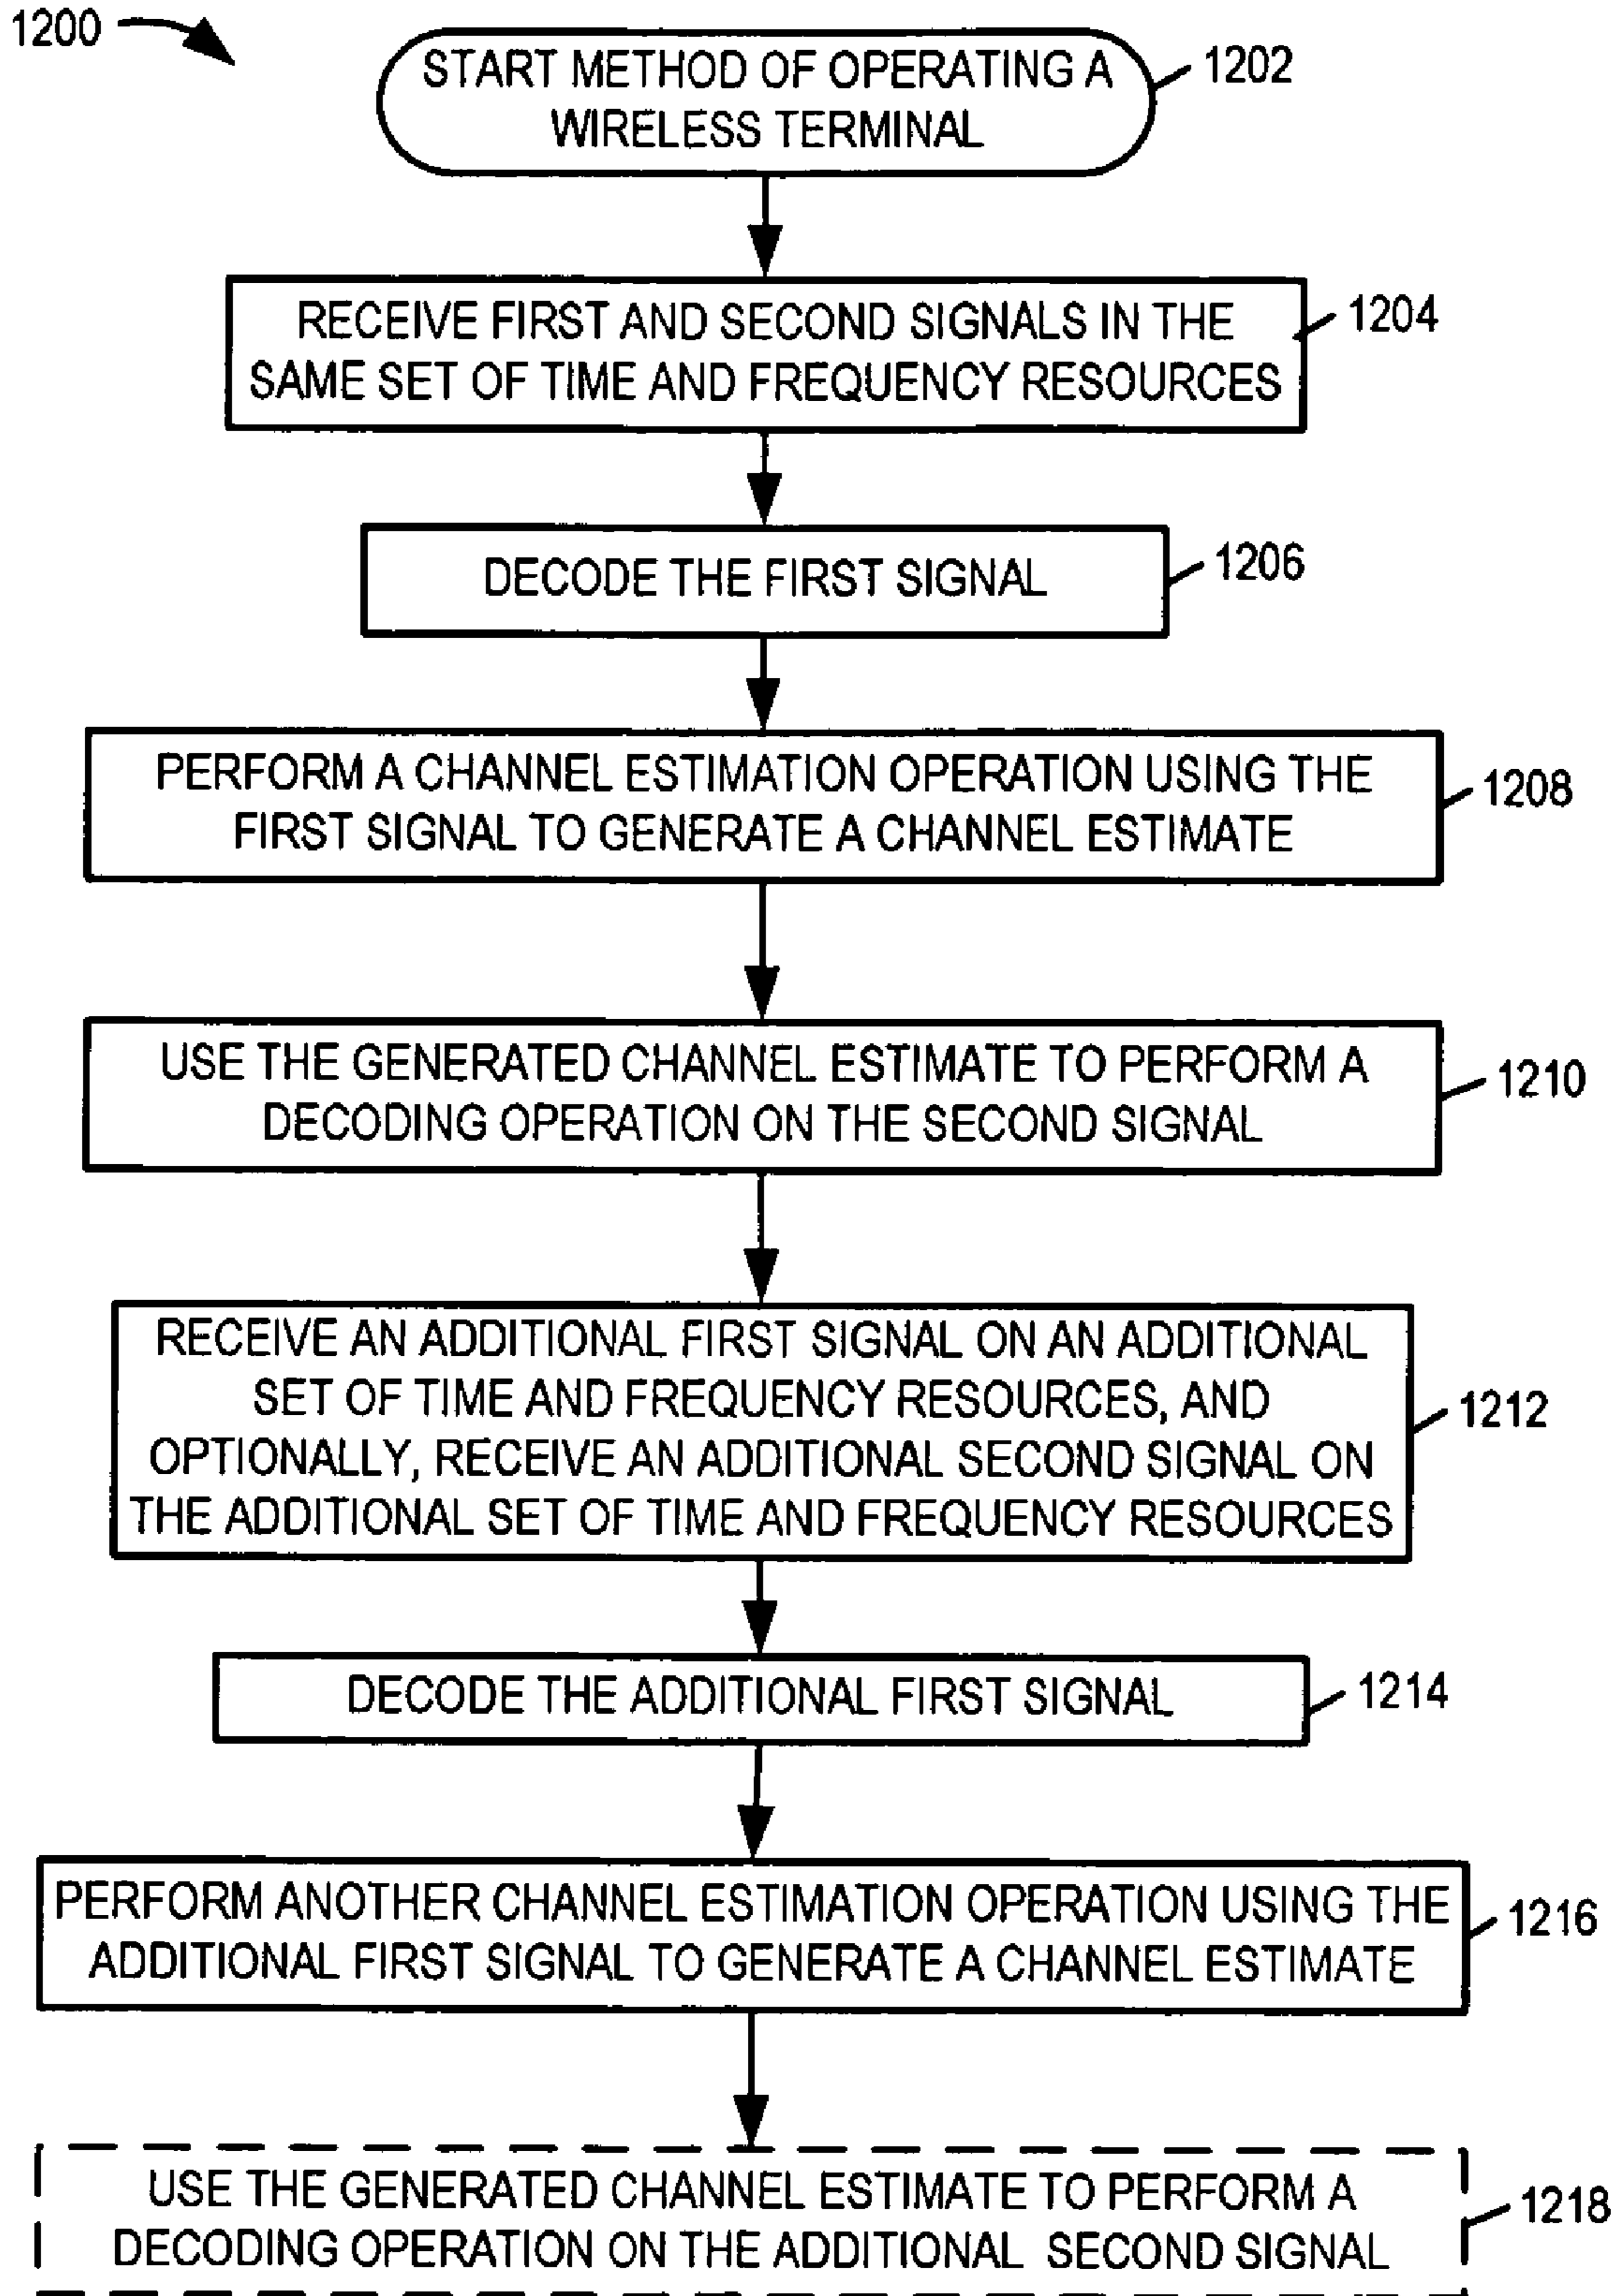 1200
START METHOD OF OPERATING A
WIRELESS TERMINAL
1202
RECEIVE FIRST AND SECOND SIGNALS IN THE
SAME SET OF TIME AND FREQUENCY RESOURCES
1204
DECODE THE FIRST SIGNAL
1206
PERFORM A CHANNEL ESTIMATION OPERATION USING THE
FIRST SIGNAL TO GENERATE A CHANNEL ESTIMATE
1208
USE THE GENERATED CHANNEL ESTIMATE TO PERFORM A
DECODING OPERATION ON THE SECOND SIGNAL
1210
RECEIVE AN ADDITIONAL FIRST SIGNAL ON AN ADDITIONAL
SET OF TIME AND FREQUENCY RESOURCES, AND
OPTIONALLY, RECEIVE AN ADDITIONAL SECOND SIGNAL ON
THE ADDITIONAL SET OF TIME AND FREQUENCY RESOURCES
1212
DECODE THE ADDITIONAL FIRST SIGNAL
1214
PERFORM ANOTHER CHANNEL ESTIMATION OPERATION USING THE
ADDITIONAL FIRST SIGNAL TO GENERATE A CHANNEL ESTIMATE
1216
USE THE GENERATED CHANNEL ESTIMATE TO PERFORM A
DECODING OPERATION ON THE ADDITIONAL SECOND SIGNAL
1218